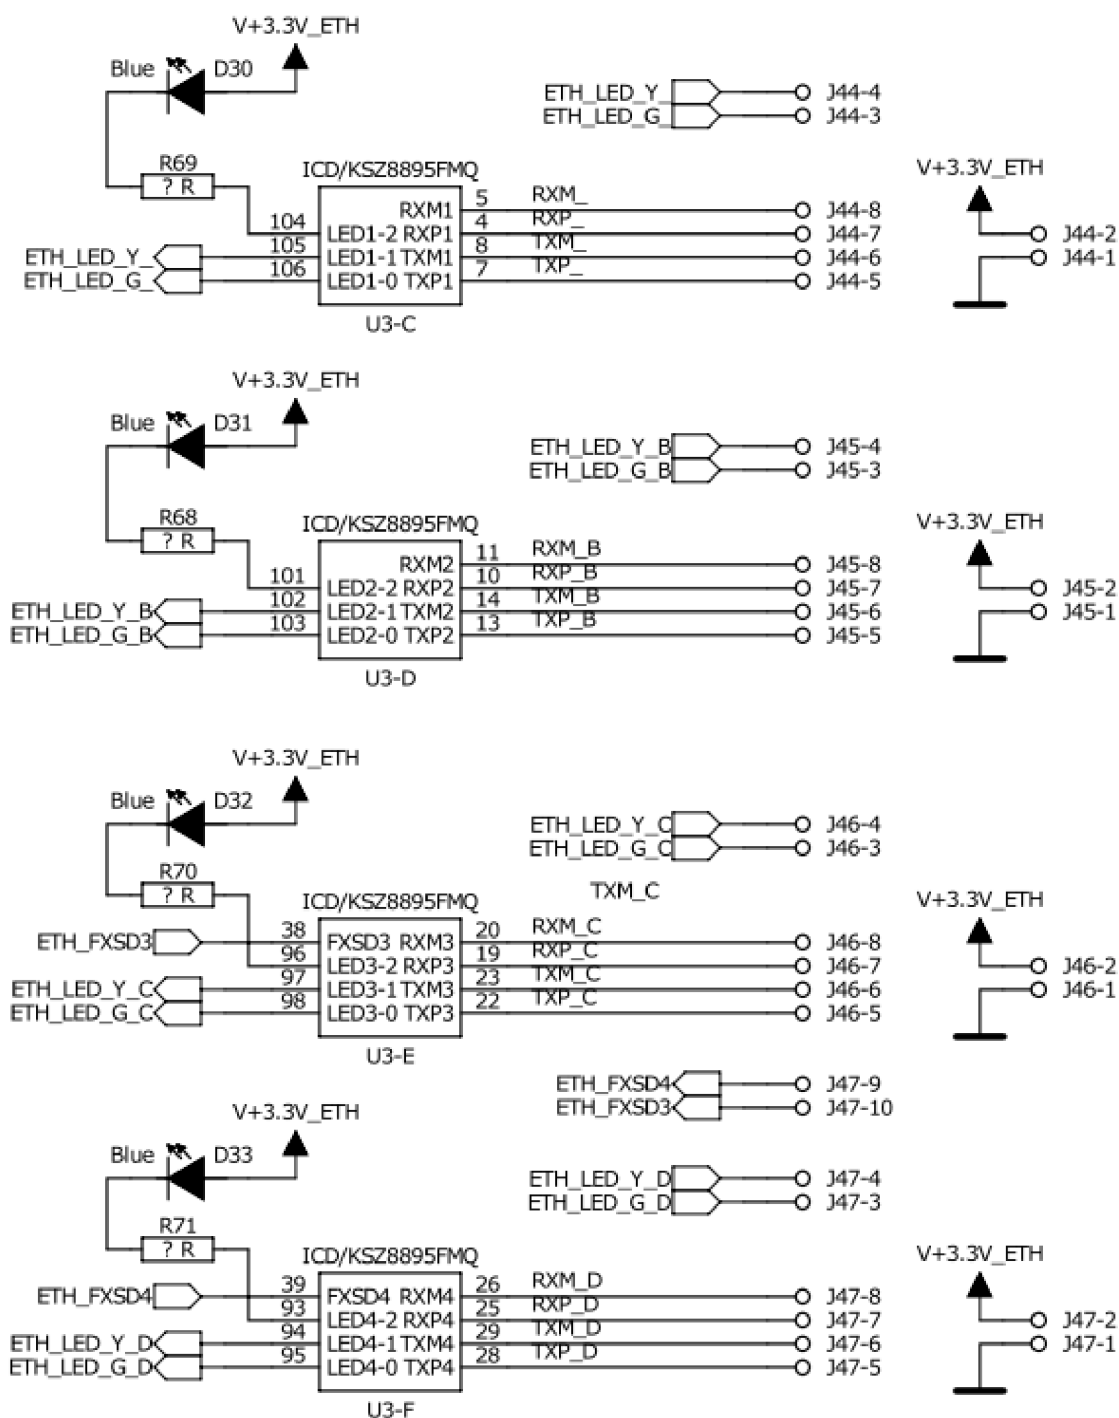 V+3.3V_ETH
Blue D30
ETH_LED_Y_ J44-4
ETH_LED_G_ J44-3
R69 ICD/KSZ8895FMQ V+3.3V_ETH
? R
RXM1 5 RXM_ J44-8
104 LED1-2 RXP1 4 RXP_ J44-7 J44-2
ETH_LED_Y_ 105 LED1-1 TXM1 8 TXM_ J44-6 J44-1
ETH_LED_G_ 106 LED1-0 TXP1 7 TXP_ J44-5
U3-C
V+3.3V_ETH
Blue D31
ETH_LED_Y_B J45-4
ETH_LED_G_B J45-3
R68 ICD/KSZ8895FMQ V+3.3V_ETH
? R
RXM2 11 RXM_B J45-8
101 LED2-2 RXP2 10 RXP_B J45-7 J45-2
ETH_LED_Y_B 102 LED2-1 TXM2 14 TXM_B J45-6 J45-1
ETH_LED_G_B 103 LED2-0 TXP2 13 TXP_B J45-5
U3-D
V+3.3V_ETH
Blue D32
ETH_LED_Y_C J46-4
ETH_LED_G_C J46-3
R70 TXM_C
? R ICD/KSZ8895FMQ V+3.3V_ETH
ETH_FXSD3 38 FXSD3 RXM3 20 RXM_C J46-8
96 LED3-2 RXP3 19 RXP_C J46-7 J46-2
ETH_LED_Y_C 97 LED3-1 TXM3 23 TXM_C J46-6 J46-1
ETH_LED_G_C 98 LED3-0 TXP3 22 TXP_C J46-5
U3-E
ETH_FXSD4 J47-9
ETH_FXSD3 J47-10
V+3.3V_ETH
Blue D33
ETH_LED_Y_D J47-4
ETH_LED_G_D J47-3
R71 ICD/KSZ8895FMQ V+3.3V_ETH
? R
ETH_FXSD4 39 FXSD4 RXM4 26 RXM_D J47-8
93 LED4-2 RXP4 25 RXP_D J47-7 J47-2
ETH_LED_Y_D 94 LED4-1 TXM4 29 TXM_D J47-6 J47-1
ETH_LED_G_D 95 LED4-0 TXP4 28 TXP_D J47-5
U3-F